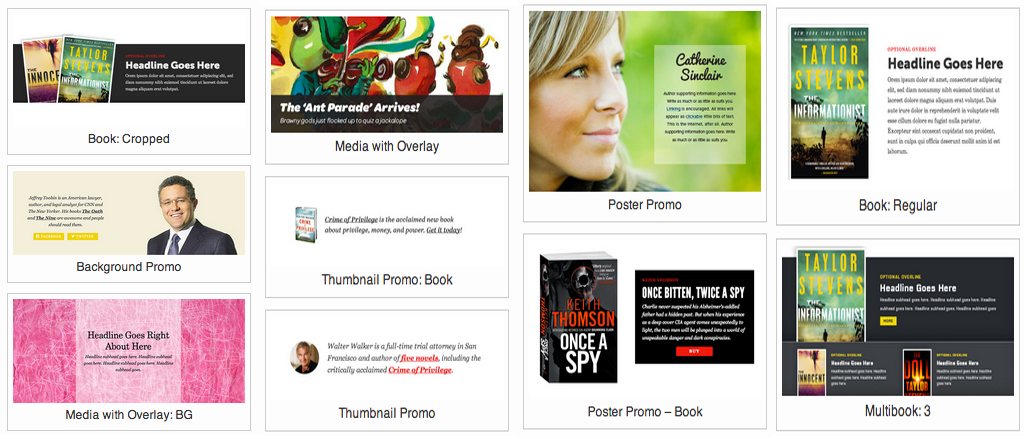 THE INNOCENT
NEW YORK TIMES BESTSELLER
TAYLOR
STEVENS
THE
INFORMATIONIST
OPTIONAL OVERLINE
Headline Goes Here
lorem ipsum dolor sit amet, consectetuer adipiscing elit, sed
diam nonummy nibh euismod tincidunt ut laoreet dolore
magna aliquam erat volutpat.
Book: Cropped
Jeffrey Toobin is an American lawyer,
author, and legal analyst for CNN and
The New Yorker. His books The Oath
and The Nine are awesome and people
should read them.
Facebook
Twitter
Background Promo
Headline Goes Right
About Here
Headline subhead goes here. Headline subhead
goes here. Headline subhead goes here. Headline
subhead goes.
Media with Overlay: BG
The 'Ant Parade' Arrives!
Brawny gods just flocked up to quiz a jackalope
Media with Overlay
CRIME OF PRIVILEGE
Crime of Privilege is the acclaimed new book
about privilege, money, and power. Get it today!
Thumbnail Promo: Book
Walter Walker is a full-time trial attorney in San
Francisco and author of five novels, including the
critically acclaimed Crime of Privilege.
Thumbnail Promo
Catherine
Sinclair
Author supporting information goes here.
Write as much or as little as suits you.
Linking is encouraged. All links will
appear as clickable little bits of text.
This is the internet, after all. Author
supporting information goes here. Write
as much or as little as suits you.
Poster Promo
KEITH
THOMSON
ONCE A
SPY
KEITH THOMSON
ONCE BITTEN, TWICE A SPY
Charlie never suspected his Alzheimer's-addled
father had a hidden past. But when his experience
as a deep cover CIA agent comes unexpectedly to
light, the two men will be plunged into a world of
unspeakable danger and dark conspiracies.
BUY
Poster Promo – Book
NEW YORK TIMES BESTSELLER
TAYLOR
STEVENS
THE
INFORMATIONIST
OPTIONAL OVERLINE
Headline Goes Here
lorem ipsum dolor sit amet, consectetuer adipiscing
elit, sed diam nonummy nibh euismod tincidunt ut
laoreet dolore magna aliquam erat volutpat. Duis
aute irure dolor in reprehenderit in voluptate velit
esse cillum dolore eu fugiat nulla pariatur.
Excepteur sint occaecat cupidatat non proident,
sunt in culpa qui officia deserunt mollit anim id est
laborum.
Book: Regular
TAYLOR
STEVENS
THE
INFORMATIONIST
OPTIONAL OVERLINE
Headline Goes Here
Headline subhead goes here. Headline subhead goes here. Headline
subhead goes here. Headline subhead goes here.
MORE
INNOCENT
OPTIONAL OVERLINE
Headline Goes Here
Headline subhead goes here. Headline
subhead goes here. Headline subhead
goes here.
THE
DOLL
TAYLOR
OPTIONAL OVERLINE
Headline Goes Here
Headline subhead goes here. Headline
subhead goes here. Headline subhead
goes here.
Multibook: 3